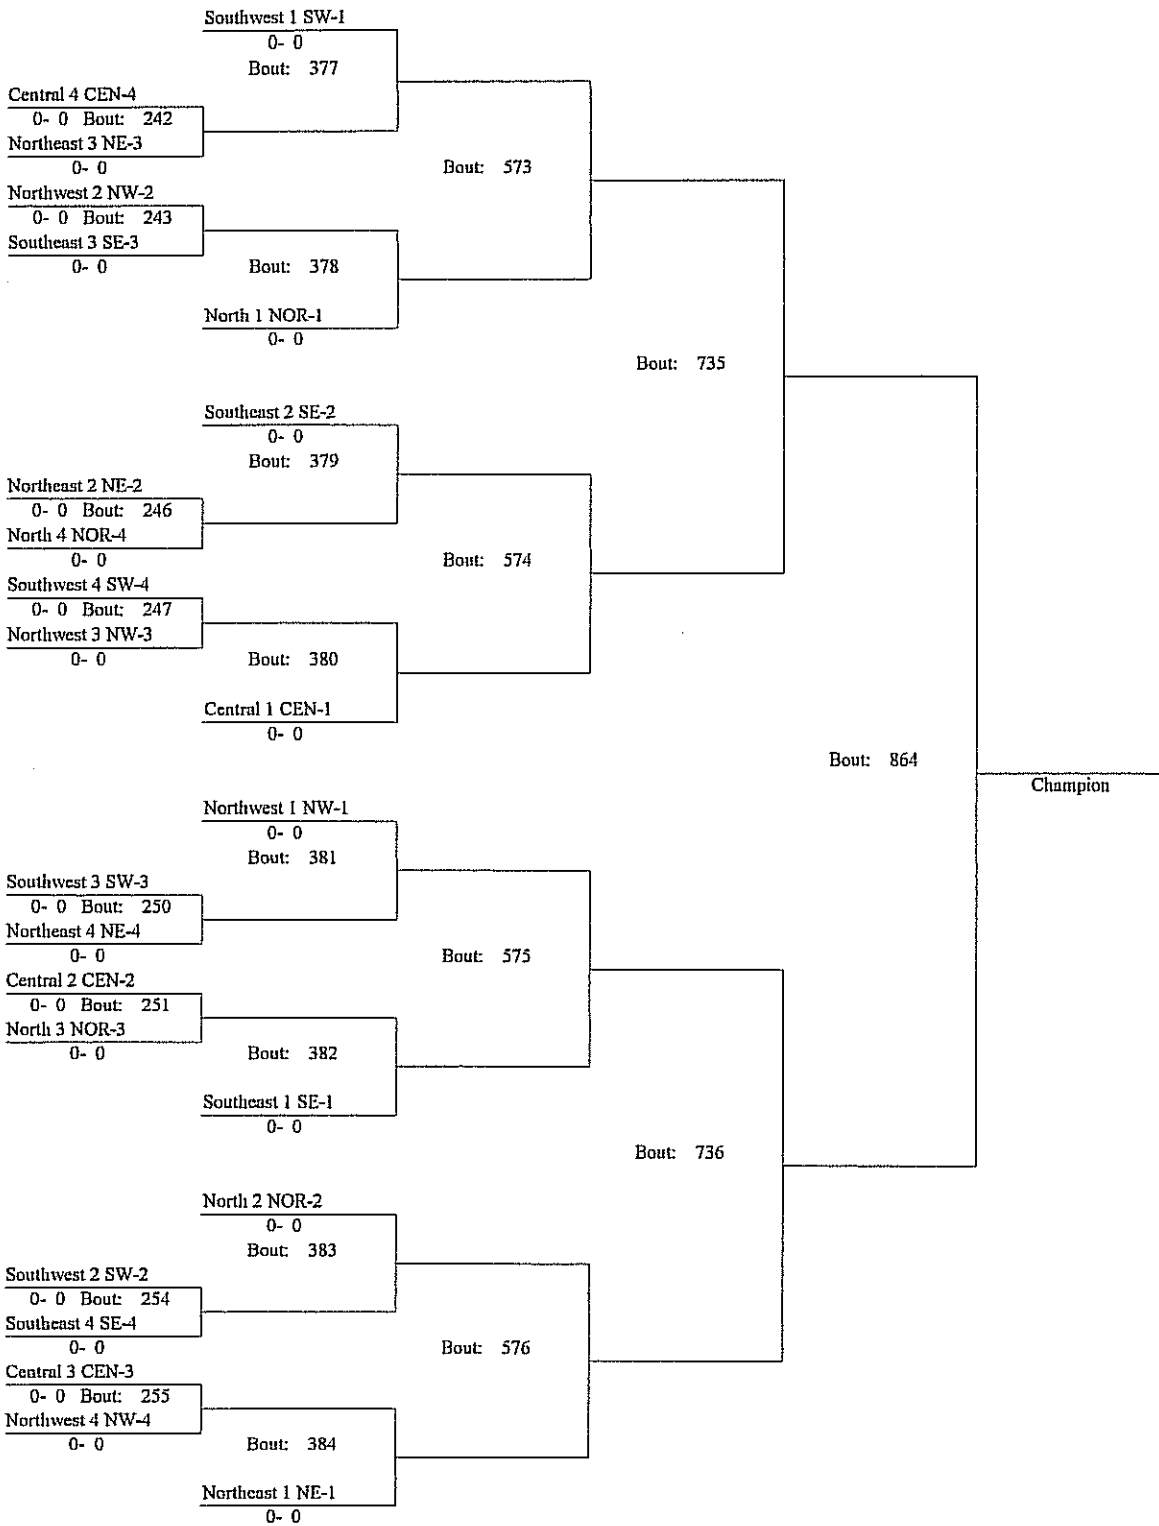 Southwest 1 SW-1
0- 0
Bout: 377
Central 4 CEN-4
0- 0 Bout: 242
Northeast 3 NE-3
0- 0
Bout: 573
Northwest 2 NW-2
0- 0 Bout: 243
Southeast 3 SE-3
0- 0
Bout: 378
North 1 NOR-1
0- 0
Bout: 735
Southeast 2 SE-2
0- 0
Bout: 379
Northeast 2 NE-2
0- 0 Bout: 246
North 4 NOR-4
0- 0
Bout: 574
Southwest 4 SW-4
0- 0 Bout: 247
Northwest 3 NW-3
0- 0
Bout: 380
Central 1 CEN-1
0- 0
Bout: 864
Champion
Northwest 1 NW-1
0- 0
Bout: 381
Southwest 3 SW-3
0- 0 Bout: 250
Northeast 4 NE-4
0- 0
Bout: 575
Central 2 CEN-2
0- 0 Bout: 251
North 3 NOR-3
0- 0
Bout: 382
Southeast 1 SE-1
0- 0
Bout: 736
North 2 NOR-2
0- 0
Bout: 383
Southwest 2 SW-2
0- 0 Bout: 254
Southeast 4 SE-4
0- 0
Bout: 576
Central 3 CEN-3
0- 0 Bout: 255
Northwest 4 NW-4
0- 0
Bout: 384
Northeast 1 NE-1
0- 0